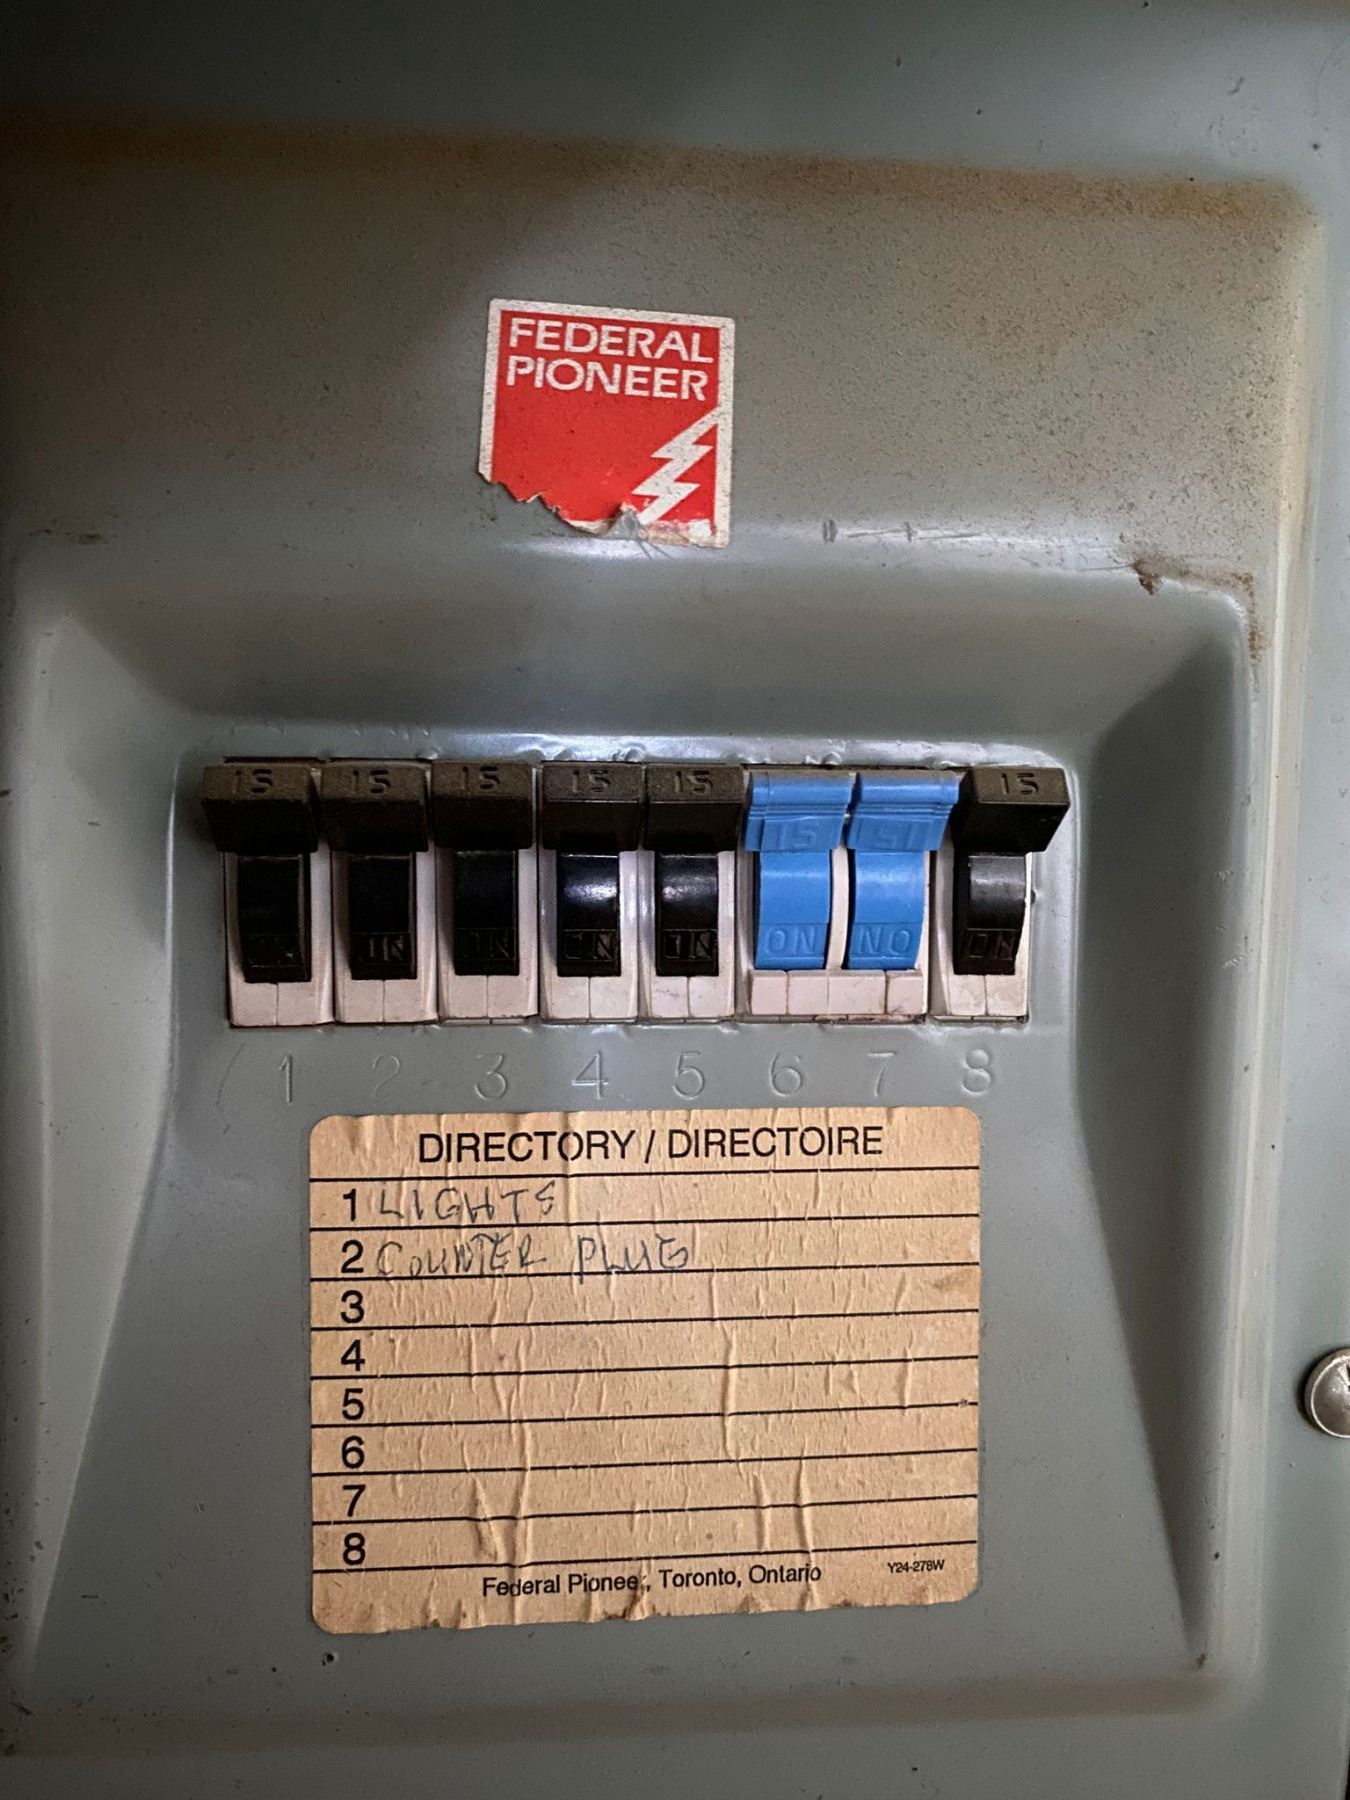 FEDERAL
PIONEER
15 15 15 15 15 15 15 15
ON ON ON ON ON ON ON ON
1 2 3 4 5 6 7 8
DIRECTORY / DIRECTOIRE
1 LIGHTS
2 COUNTER PLUG
3
4
5
6
7
8
Federal Pioneer, Toronto, Ontario
Y24-278W